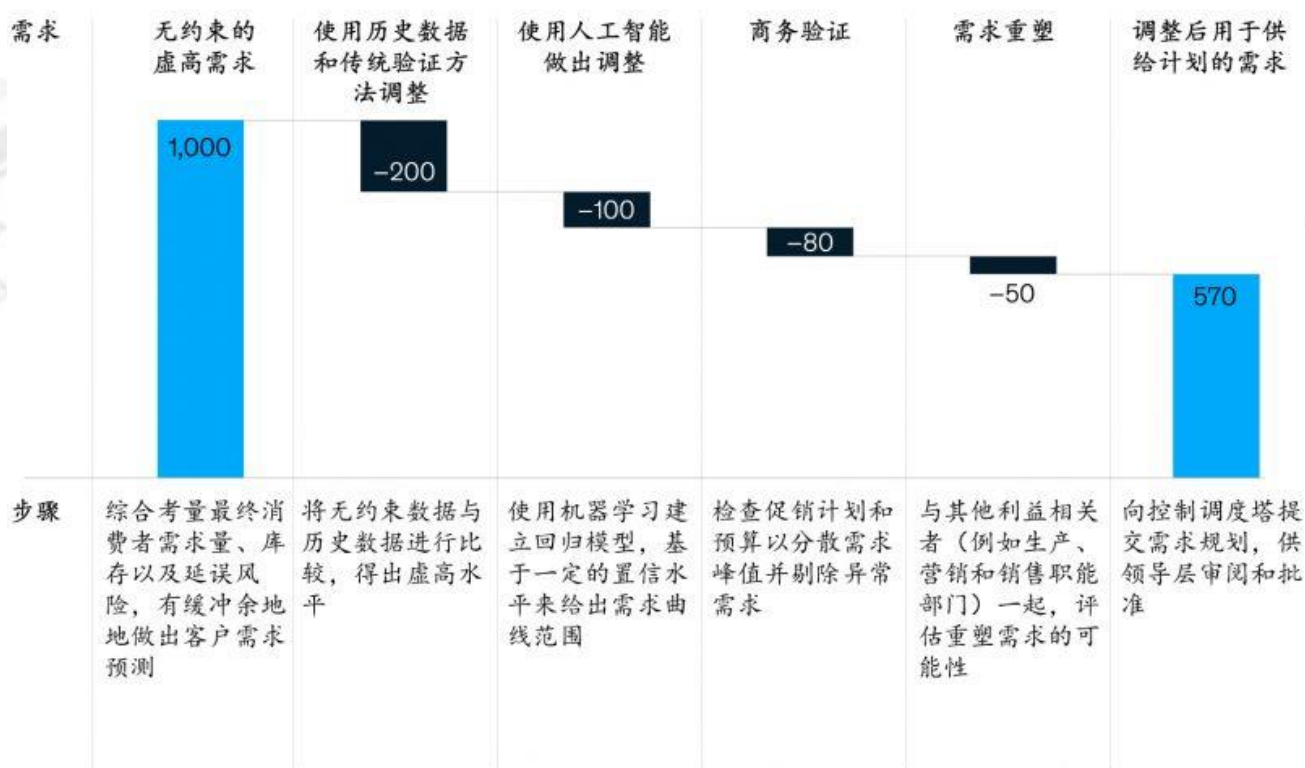 需求
无约束的
虚高需求
使用历史数据
和传统验证方
法调整
使用人工智能
做出调整
商务验证
需求重塑
调整后用于供
给计划的需求
1,000
–200
–100
–80
–50
570
步骤
综合考量最终消
费者需求量、库
存以及延误风
险，有缓冲余地
地做出客户需求
预测
将无约束数据与
历史数据进行比
较，得出虚高水
平
使用机器学习建
立回归模型，基
于一定的置信水
平来给出需求曲
线范围
检查促销计划和
预算以分散需求
峰值并剔除异常
需求
与其他利益相关
者（例如生产、
营销和销售职能
部门）一起，评
估重塑需求的可
能性
向控制调度塔提
交需求规划，供
领导层审阅和批
准